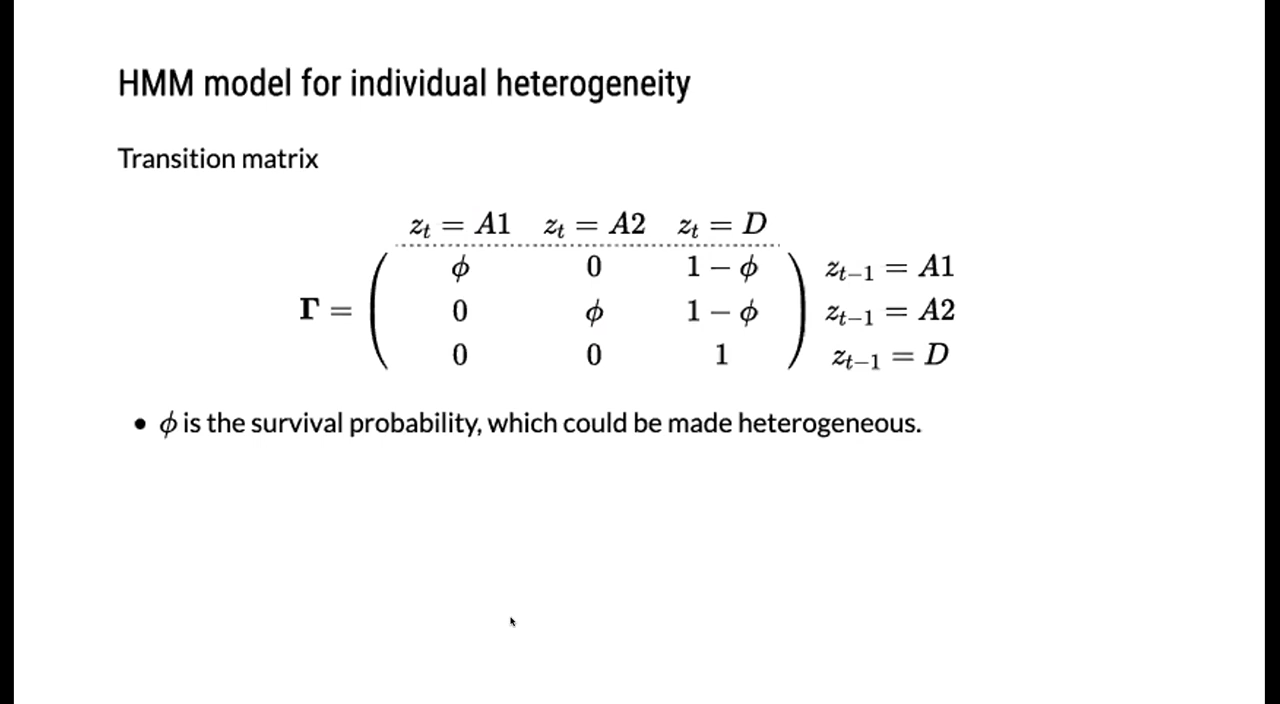 HMM model for individual heterogeneity
Transition matrix
z_t = A1 z_t = A2 z_t = D
ϕ 0 1 − ϕ z_{t−1} = A1
Γ = 0 ϕ 1 − ϕ z_{t−1} = A2
0 0 1 z_{t−1} = D
• ϕ is the survival probability, which could be made heterogeneous.